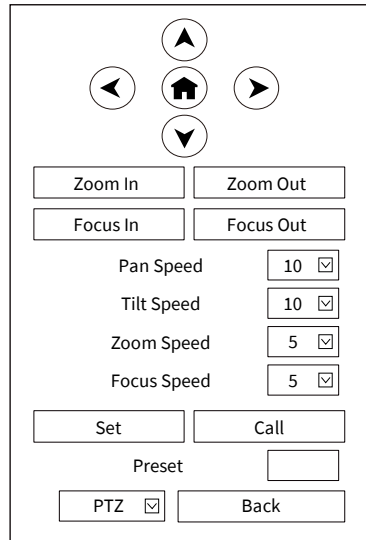 Zoom In Zoom Out
Focus In Focus Out
Pan Speed 10
Tilt Speed 10
Zoom Speed 5
Focus Speed 5
Set Call
Preset
PTZ Back